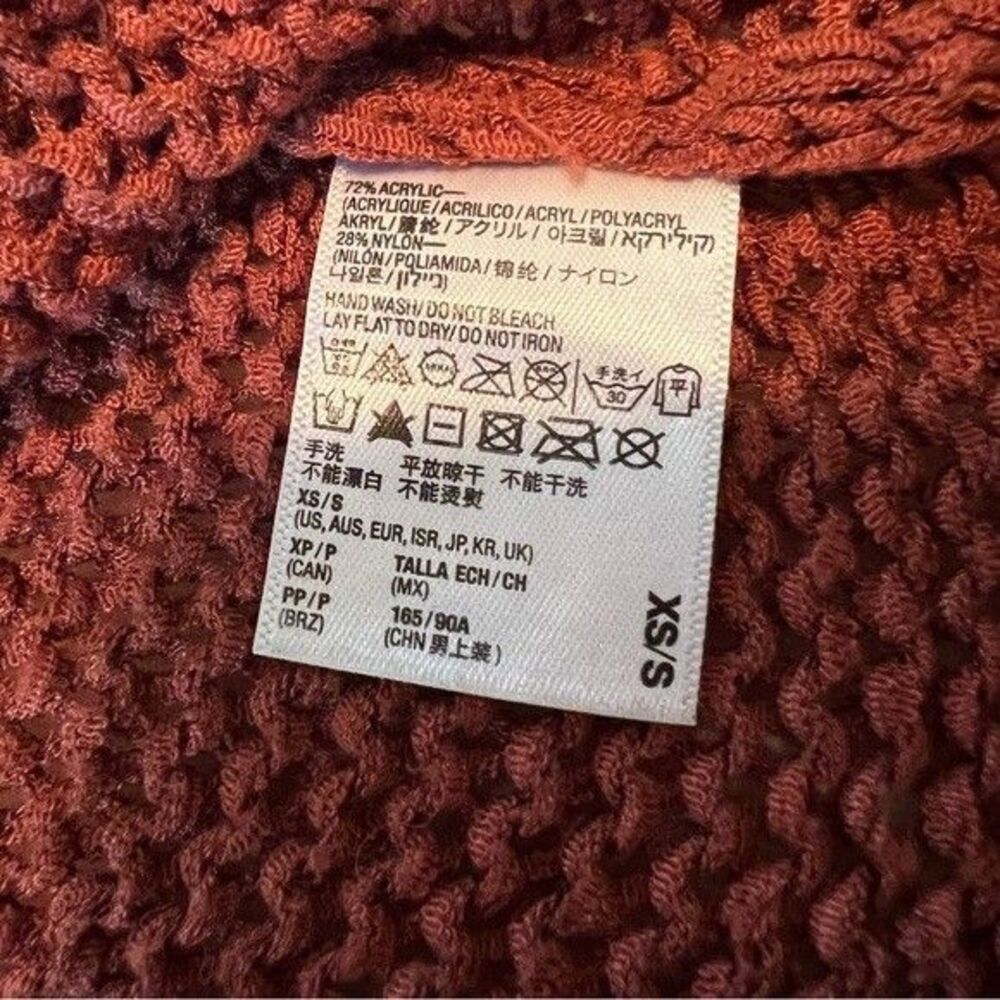 72% ACRYLIC—
(ACRYLIQUE/ACRILICO/ACRYL/POLYACRYL
AKRYL/腈纶/アクリル/아크릴/קילירקא)
28% NYLON—
(NILON/POLIAMIDA/锦纶/ナイロン
나일론/ניילון)
HAND WASH/DO NOT BLEACH
LAY FLAT TO DRY/DO NOT IRON
手洗イ
30
平
手洗 平放晾干 不能干洗
不能漂白 不能烫熨
XS/S
(US, AUS, EUR, ISR, JP, KR, UK)
XP/P TALLA ECH/CH
(CAN) (MX)
PP/P 165/90A
(BRZ) (CHN 男上装)
XS/S